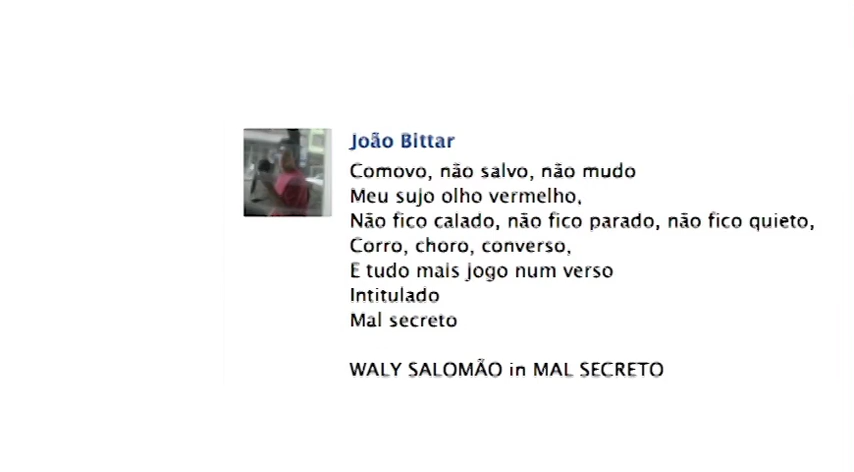 João Bittar
Comovo, não salvo, não mudo
Meu sujo olho vermelho,
Não fico calado, não fico parado, não fico quieto,
Corro, choro, converso,
E tudo mais jogo num verso
Intitulado
Mal secreto
WALY SALOMÃO in MAL SECRETO